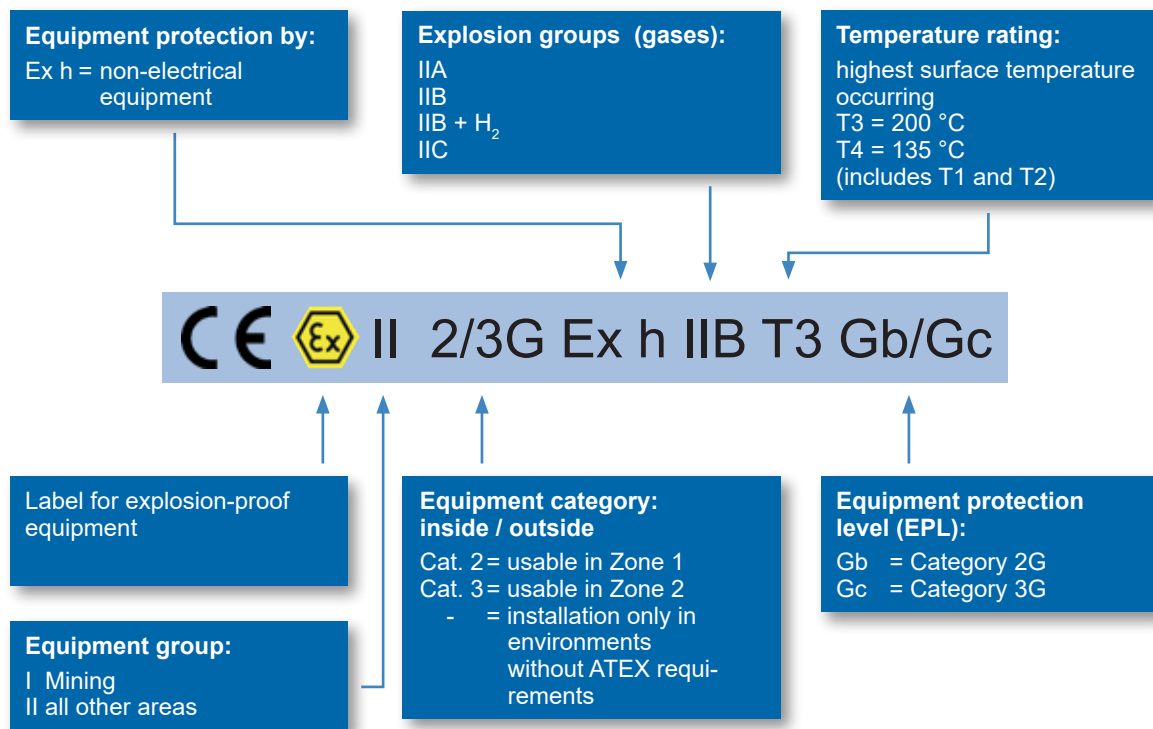 Equipment protection by:
Ex h = non-electrical
equipment
Explosion groups (gases):
IIA
IIB
IIB + H₂
IIC
Temperature rating:
highest surface temperature
occurring
T3 = 200 °C
T4 = 135 °C
(includes T1 and T2)
CE Ex II 2/3G Ex h IIB T3 Gb/Gc
Label for explosion-proof
equipment
Equipment group:
I Mining
II all other areas
Equipment category:
inside / outside
Cat. 2 = usable in Zone 1
Cat. 3 = usable in Zone 2
- = installation only in
environments
without ATEX requi-
rements
Equipment protection
level (EPL):
Gb = Category 2G
Gc = Category 3G